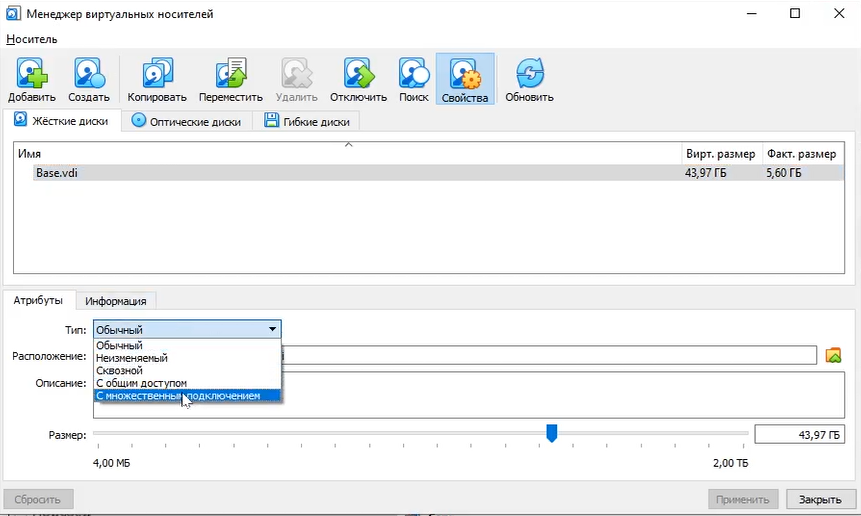 Менеджер виртуальных носителей
Носитель
Добавить Создать Копировать Переместить Удалить Отключить Поиск Свойства Обновить
Жёсткие диски Оптические диски Гибкие диски
Имя Вирт. размер Факт. размер
Base.vdi 43,97 ГБ 5,60 ГБ
Атрибуты Информация
Тип: Обычный
Обычный
Неизменяемый
Сквозной
С общим доступом
С множественным подключением
Расположение:
Описание:
Размер: 43,97 ГБ
4,00 МБ 2,00 ТБ
Сбросить Применить Закрыть